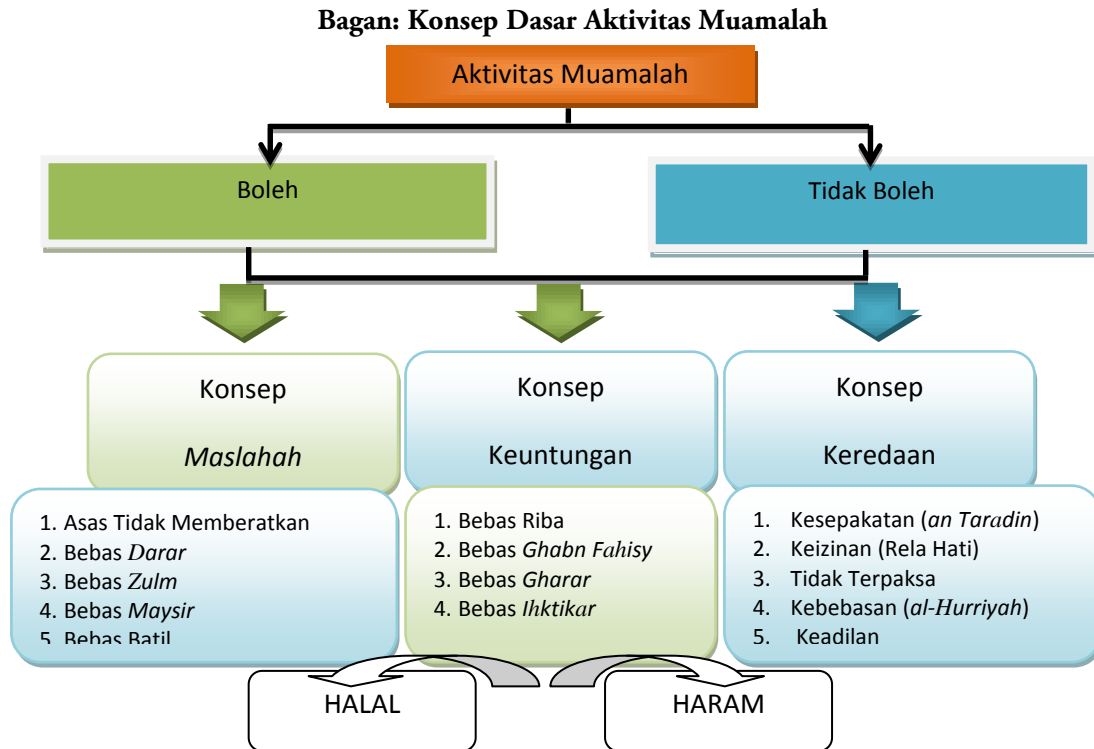 Bagan: Konsep Dasar Aktivitas Muamalah
Aktivitas Muamalah
Boleh
Tidak Boleh
Konsep
Maslahah
Konsep
Keuntungan
Konsep
Keredaan
1. Asas Tidak Memberatkan
2. Bebas Darar
3. Bebas Zulm
4. Bebas Maysir
5. Bebas Batil
1. Bebas Riba
2. Bebas Ghabn Fahisy
3. Bebas Gharar
4. Bebas Ihktikar
1. Kesepakatan (an Taradin)
2. Keizinan (Rela Hati)
3. Tidak Terpaksa
4. Kebebasan (al-Hurriyah)
5. Keadilan
HALAL
HARAM